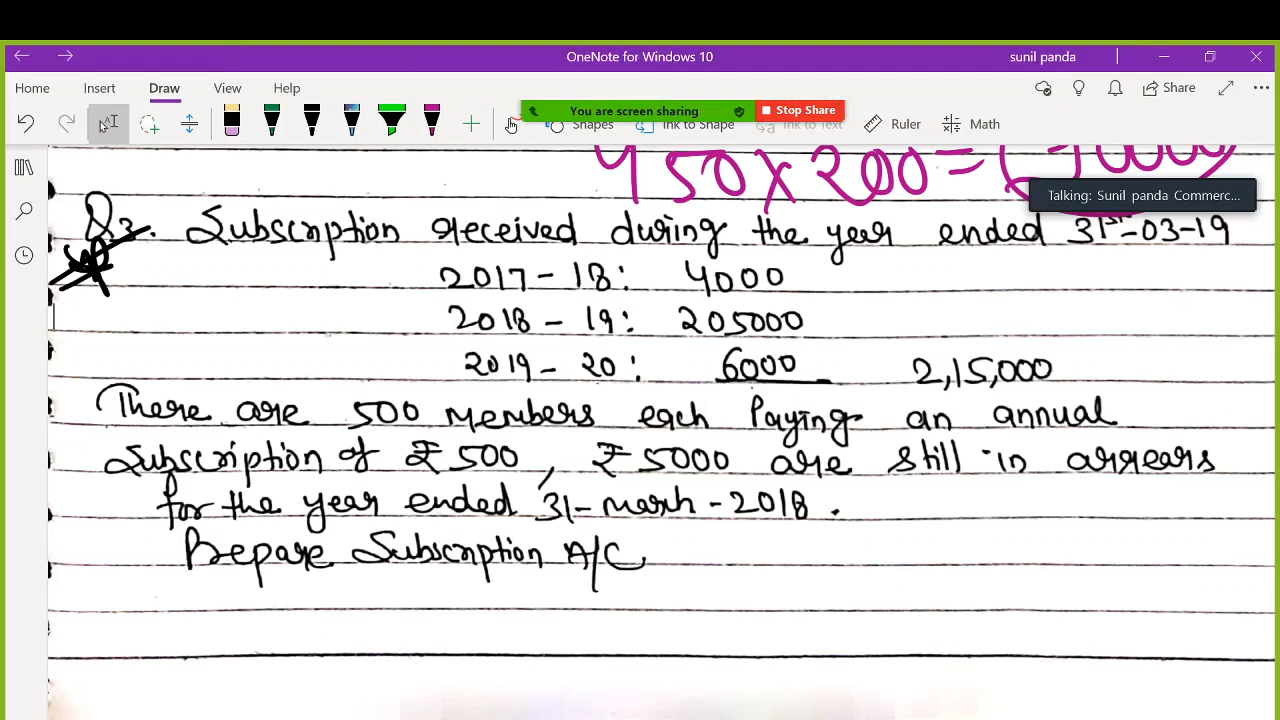 OneNote for Windows 10
sunil panda
Home Insert Draw View Help
You are screen sharing
Stop Share
Share
Shapes
Ink to Shape
Ink to Text
Ruler
Math
450x200=
Talking: Sunil panda Commerc...
Q3. Subscription received during the year ended 31st-03-19
2017-18: 4000
2018 - 19: 205000
2019 - 20: 6000 2,15,000
There are 500 members each Paying an annual
Subscription of ₹500, ₹5000 are still in arrears
for the year ended 31-marh-2018.
Prepare Subscription A/C